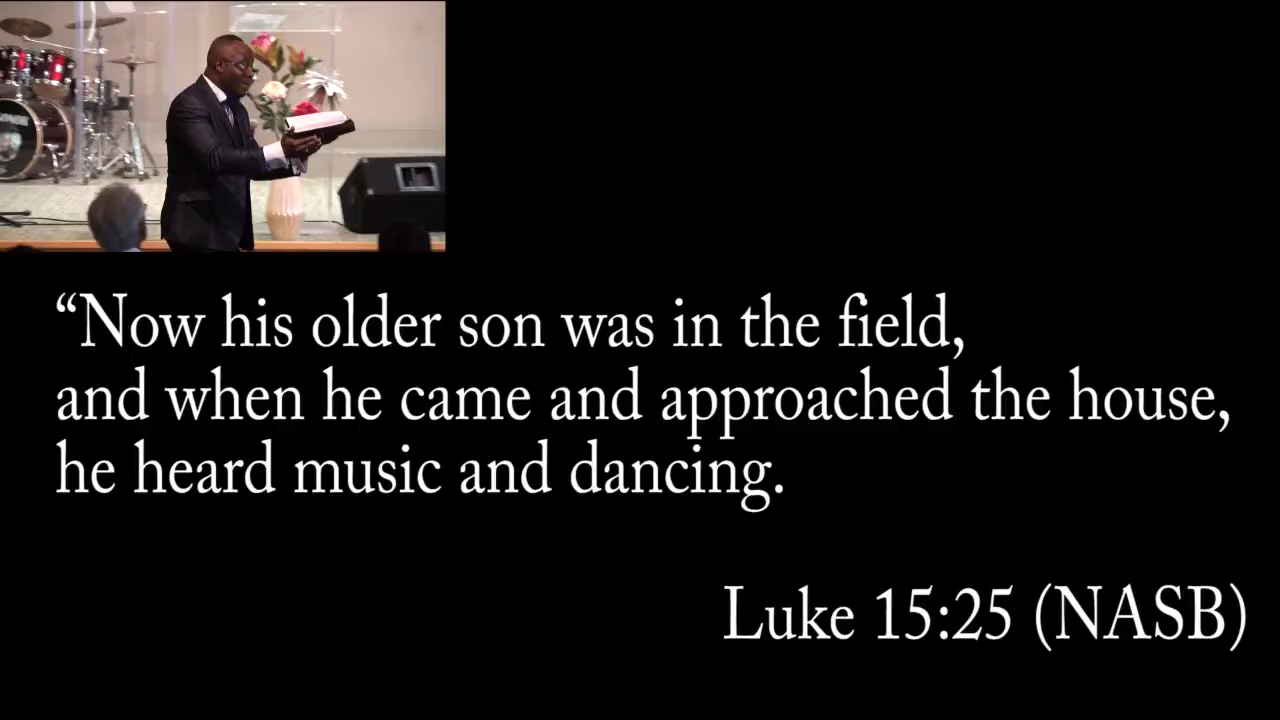 “Now his older son was in the field,
and when he came and approached the house,
he heard music and dancing.
Luke 15:25 (NASB)